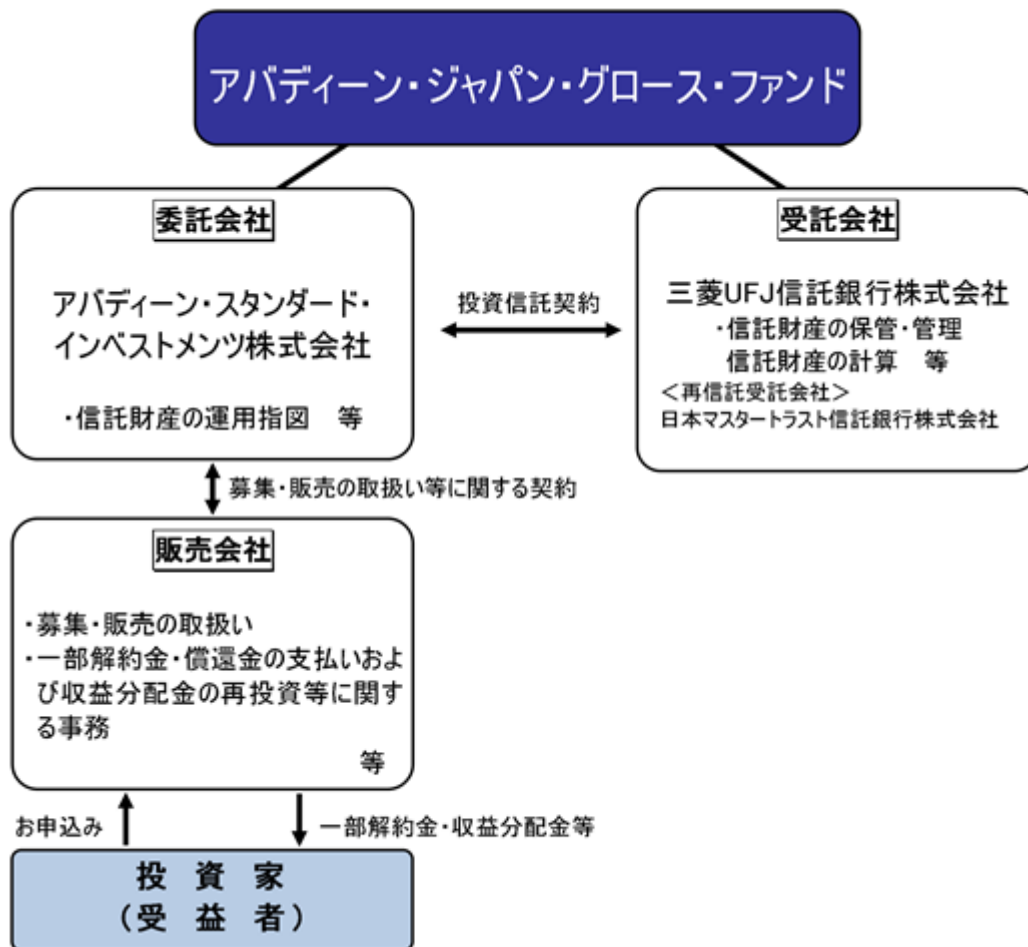 アバディーン・ジャパン・グロース・ファンド
委託会社
アバディーン・スタンダード・
インベストメンツ株式会社
・信託財産の運用指図　等
投資信託契約
受託会社
三菱UFJ信託銀行株式会社
・信託財産の保管・管理
信託財産の計算　等
＜再信託受託会社＞
日本マスタートラスト信託銀行株式会社
募集・販売の取扱い等に関する契約
販売会社
・募集・販売の取扱い
・一部解約金・償還金の支払いおよ
び収益分配金の再投資等に関す
る事務
等
お申込み
一部解約金・収益分配金等
投　資　家
（受　益　者）